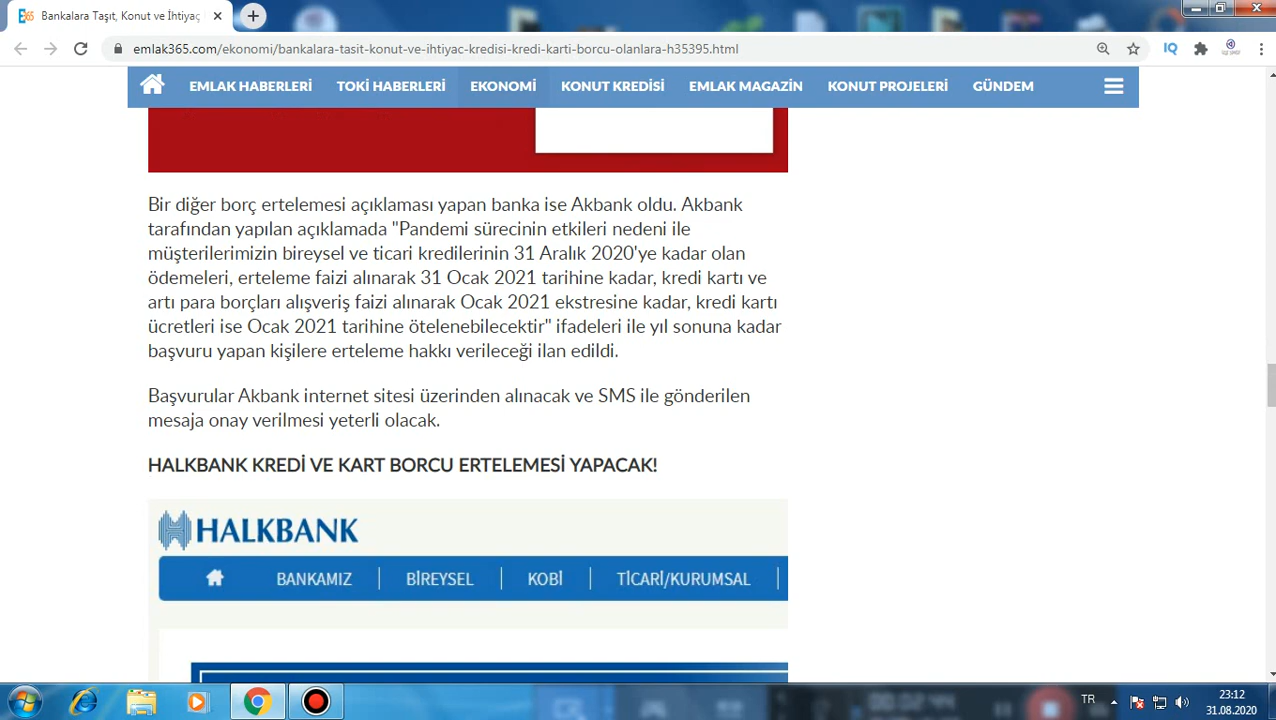 Bankalara Taşıt, Konut ve İhtiyaç
emlak365.com/ekonomi/bankalara-tasit-konut-ve-ihtiyac-kredisi-kredi-karti-borcu-olanlara-h35395.html
EMLAK HABERLERİ TOKİ HABERLERİ EKONOMİ KONUT KREDİSİ EMLAK MAGAZİN KONUT PROJELERİ GÜNDEM
Bir diğer borç ertelemesi açıklaması yapan banka ise Akbank oldu. Akbank
tarafından yapılan açıklamada "Pandemi sürecinin etkileri nedeni ile
müşterilerimizin bireysel ve ticari kredilerinin 31 Aralık 2020'ye kadar olan
ödemeleri, erteleme faizi alınarak 31 Ocak 2021 tarihine kadar, kredi kartı ve
artı para borçları alışveriş faizi alınarak Ocak 2021 ekstresine kadar, kredi kartı
ücretleri ise Ocak 2021 tarihine ötelenebilecektir" ifadeleri ile yıl sonuna kadar
başvuru yapan kişilere erteleme hakkı verileceği ilan edildi.
Başvurular Akbank internet sitesi üzerinden alınacak ve SMS ile gönderilen
mesaja onay verilmesi yeterli olacak.
HALKBANK KREDİ VE KART BORCU ERTELEMESİ YAPACAK!
HALKBANK
BANKAMIZ BİREYSEL KOBİ TİCARİ/KURUMSAL
TR
23:12
31.08.2020